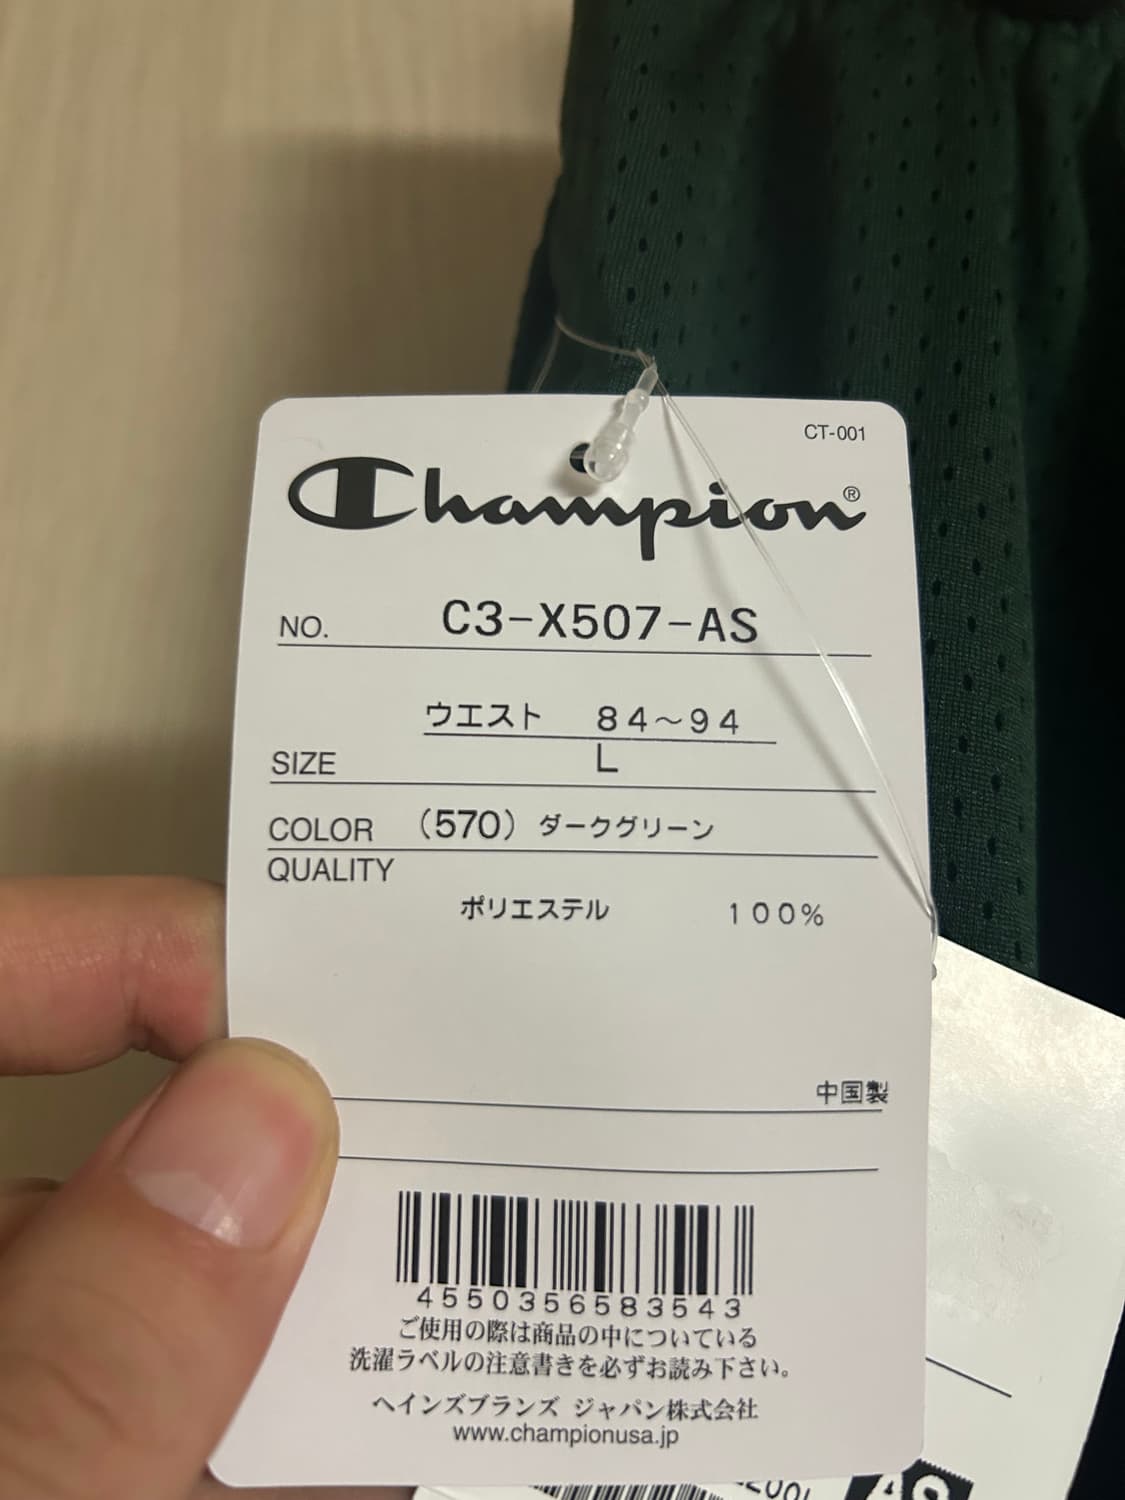 CT-001
Champion®
NO. C3-X507-AS
ウエスト 84～94
SIZE L
COLOR (570) ダークグリーン
QUALITY
ポリエステル 100%
中国製
4550356583543
ご使用の際は商品の中についている
洗濯ラベルの注意書きを必ずお読み下さい。
ヘインズブランズ ジャパン株式会社
www.championusa.jp